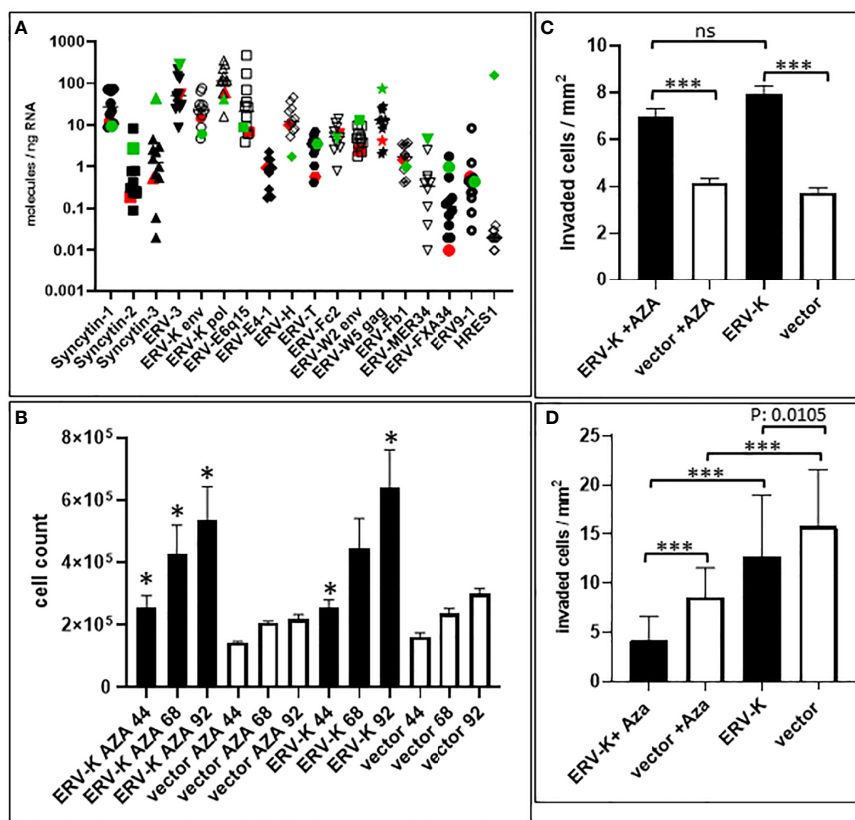 A
1000
100
10
1
0.1
0.01
0.001
molecules / ng RNA
Syncytin-1
Syncytin-2
Syncytin-3
ERV-3
ERV-K env
ERV-K pol
ERV-E6q15
ERV-E4-1
ERV-H
ERV-T
ERV-Fc2
ERV-W2 env
ERV-W5 gag
ERV-Fb1
ERV-MER34
ERV-FXA34
ERV9-1
HRES1
B
8×10⁵
6×10⁵
4×10⁵
2×10⁵
0
cell count
* * * * *
ERV-K AZA 44
ERV-K AZA 68
ERV-K AZA 92
vector AZA 44
vector AZA 68
vector AZA 92
ERV-K 44
ERV-K 68
ERV-K 92
vector 44
vector 68
vector 92
C
ns
*** ***
10
8
6
4
2
0
Invaded cells / mm²
ERV-K +AZA
vector +AZA
ERV-K
vector
D
P: 0.0105
***
***
***
25
20
15
10
5
0
invaded cells / mm²
ERV-K+ Aza
vector +Aza
ERV-K
vector